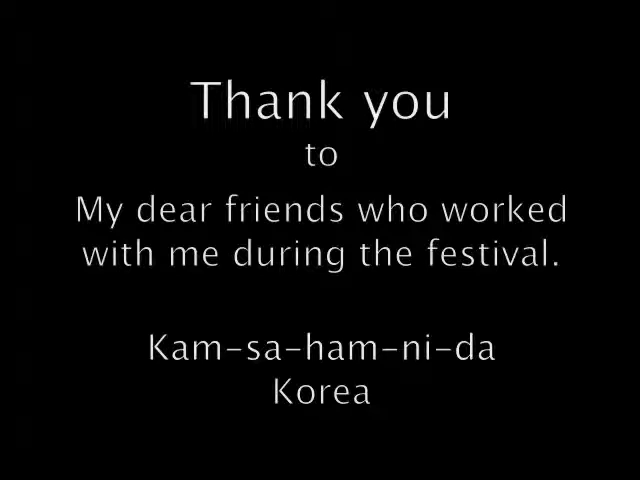 Thank you
to
My dear friends who worked
with me during the festival.
Kam-sa-ham-ni-da
Korea